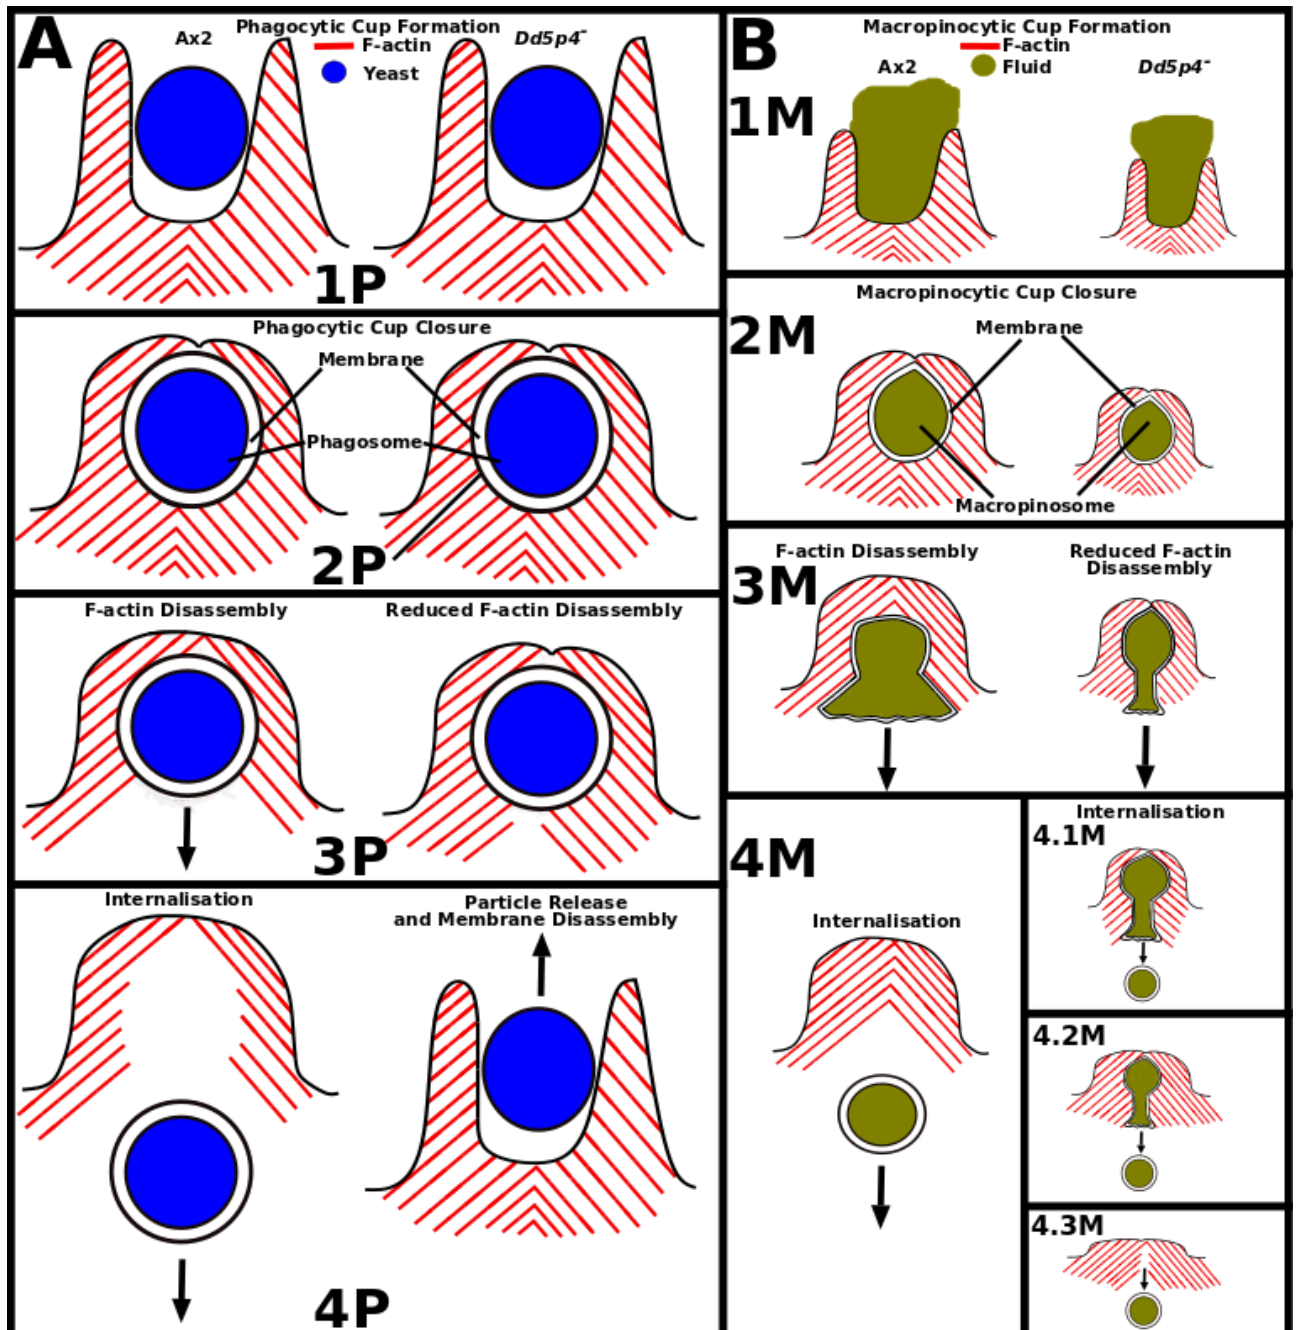 A
Phagocytic Cup Formation
Ax2
F-actin
Dd5p4-
Yeast
1P
Phagocytic Cup Closure
Membrane
Phagosome
2P
F-actin Disassembly
Reduced F-actin Disassembly
3P
Internalisation
Particle Release
and Membrane Disassembly
4P
B
Macropinocytic Cup Formation
F-actin
Ax2
Fluid
Dd5p4-
1M
Macropinocytic Cup Closure
2M
Membrane
Macropinosome
F-actin Disassembly
Reduced F-actin
Disassembly
3M
4M
Internalisation
Internalisation
4.1M
4.2M
4.3M